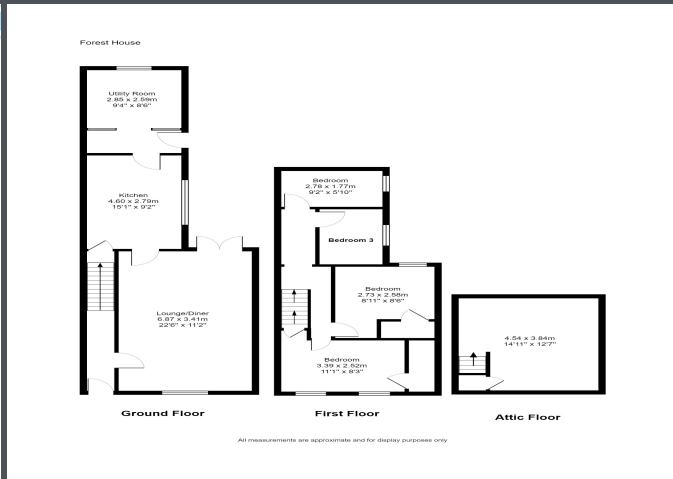 Forest House
Utility Room
2.85 x 2.59m
9'4" x 8'6"
Kitchen
4.60 x 2.79m
15'1" x 9'2"
Lounge/Diner
6.87 x 3.41m
22'6" x 11'2"
Ground Floor
Bedroom
2.78 x 1.77m
9'2" x 5'10"
Bedroom 3
Bedroom
2.73 x 2.58m
8'11" x 8'6"
Bedroom
3.39 x 2.52m
11'1" x 8'3"
First Floor
4.54 x 3.84m
14'11" x 12'7"
Attic Floor
All measurements are approximate and for display purposes only